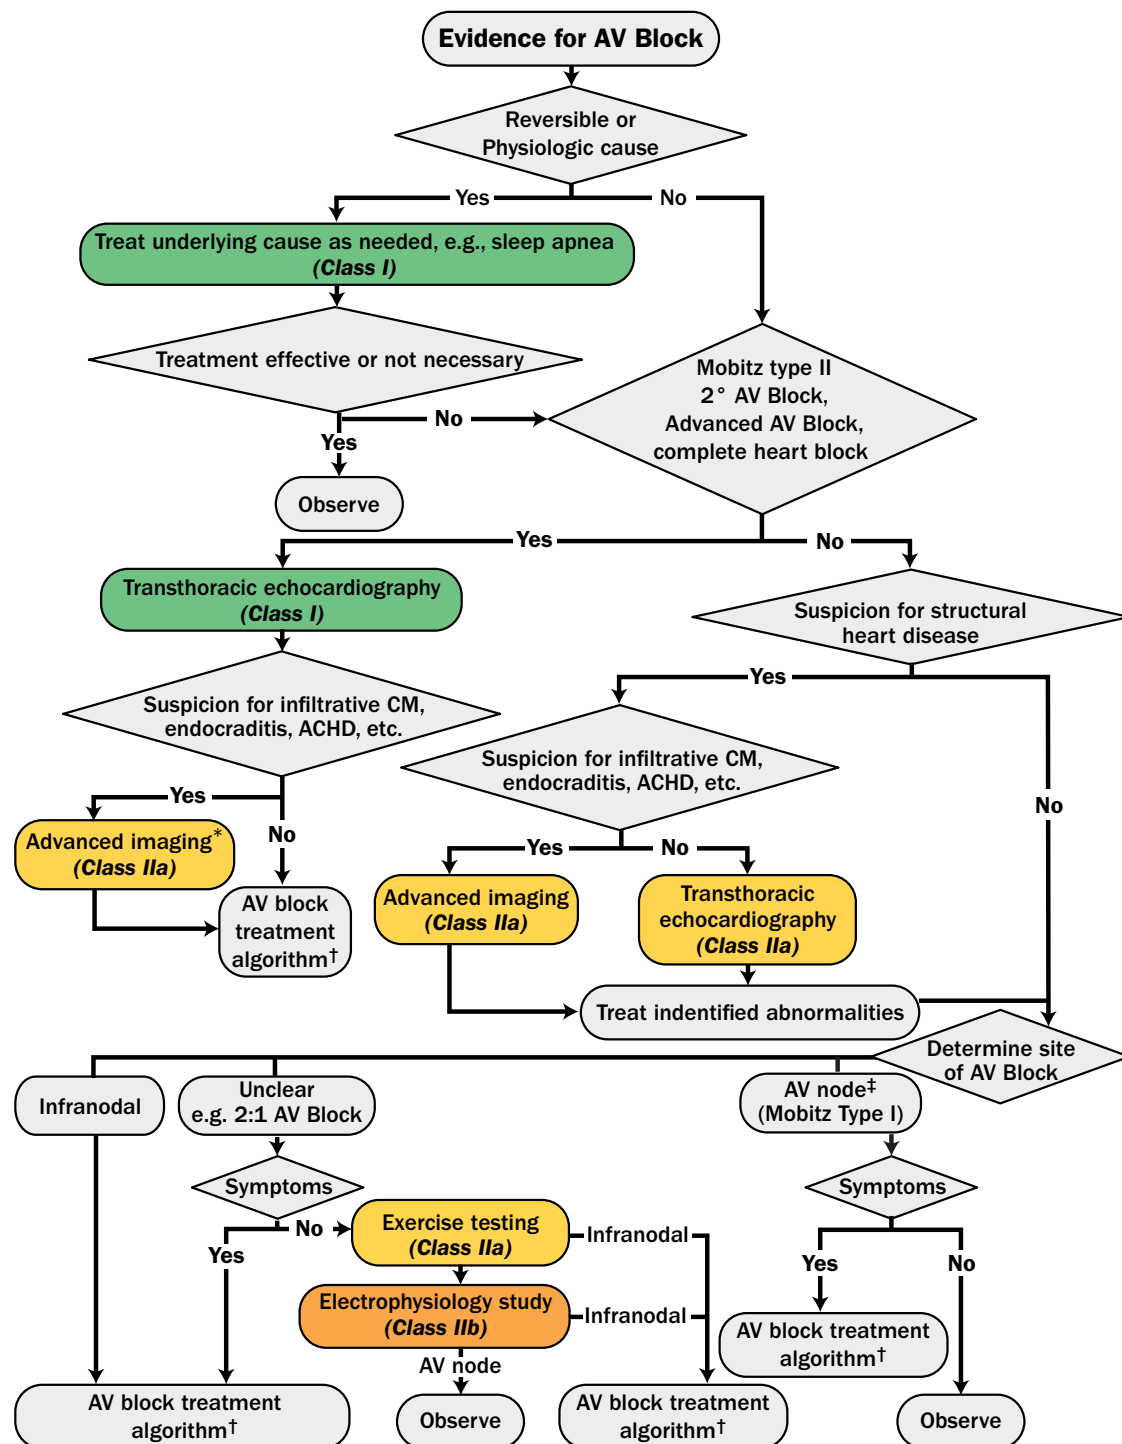 Evidence for AV Block
Reversible or
Physiologic cause
Yes
No
Treat underlying cause as needed, e.g., sleep apnea
(Class I)
Treatment effective or not necessary
Mobitz type II
2° AV Block,
Advanced AV Block,
complete heart block
No
Yes
Observe
Yes
No
Transthoracic echocardiography
(Class I)
Suspicion for structural
heart disease
Yes
Suspicion for infiltrative CM,
endocraditis, ACHD, etc.
Suspicion for infiltrative CM,
endocraditis, ACHD, etc.
Yes
No
No
Advanced imaging*
(Class IIa)
Yes
No
AV block
treatment
algorithm†
Advanced imaging
(Class IIa)
Transthoracic
echocardiography
(Class IIa)
Treat indentified abnormalities
Determine site
of AV Block
Infranodal
Unclear
e.g. 2:1 AV Block
AV node‡
(Mobitz Type I)
Symptoms
Symptoms
No
Yes
Exercise testing
(Class IIa)
Infranodal
Yes
No
Electrophysiology study
(Class IIb)
Infranodal
AV node
AV block treatment
algorithm†
AV block treatment
algorithm†
Observe
AV block treatment
algorithm†
Observe